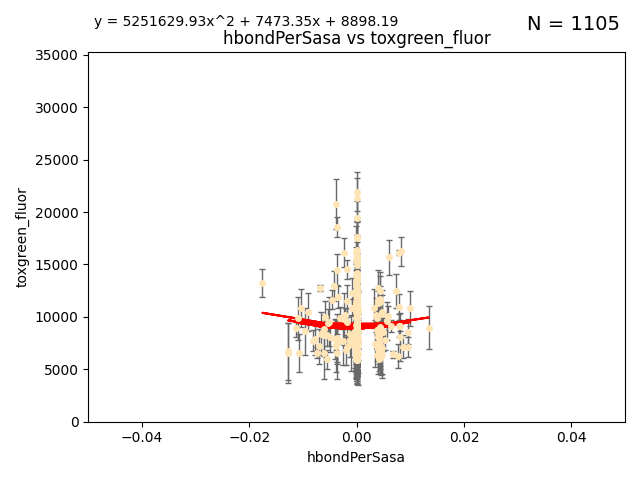 y = 5251629.93x^2 + 7473.35x + 8898.19
N = 1105
hbondPerSasa vs toxgreen_fluor
35000
30000
25000
20000
15000
10000
5000
0
toxgreen_fluor
−0.04
−0.02
0.00
0.02
0.04
hbondPerSasa